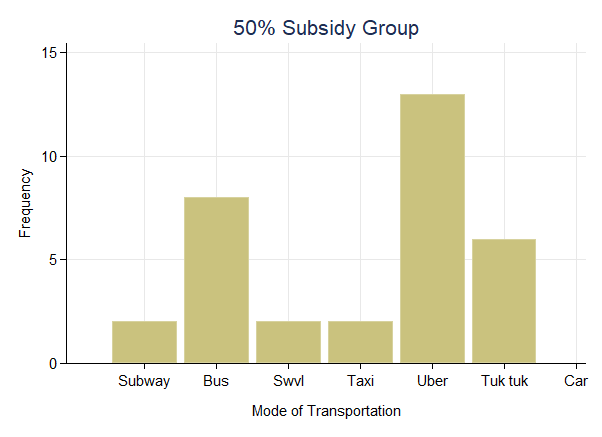 50% Subsidy Group
15
10
5
0
Frequency
Subway Bus Swvl Taxi Uber Tuk tuk Car
Mode of Transportation